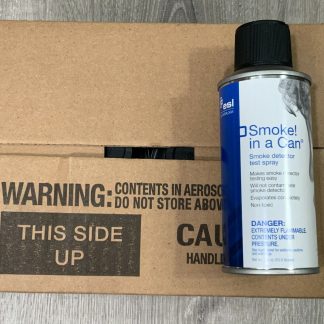 esl
Smoke!
in a Can®
Smoke detector
test spray
Makes smoke detector
testing easy
Will not contaminate
smoke detector
Evaporates completely
Non-toxic
DANGER:
EXTREMELY FLAMMABLE.
CONTENTS UNDER
PRESSURE.
WARNING: CONTENTS IN AEROSO
DO NOT STORE ABOVE
THIS SIDE
UP
CAU
HANDL